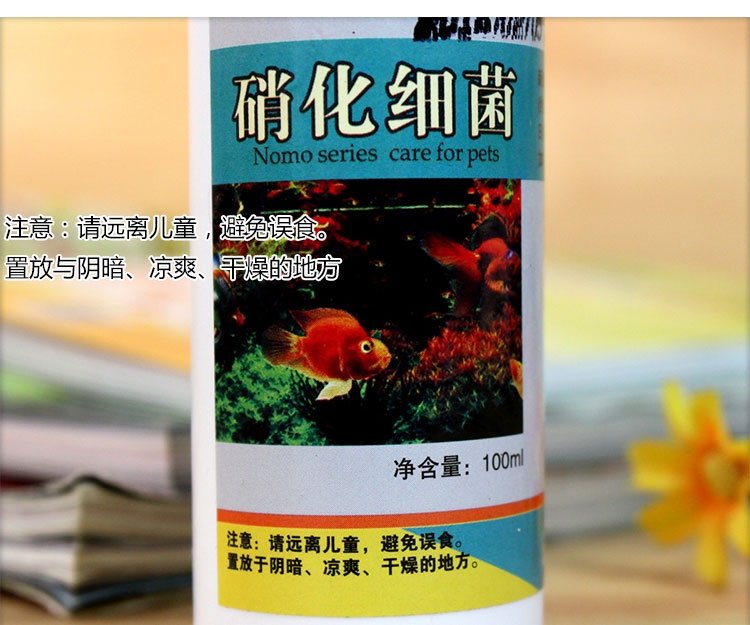 硝化细菌
Nomo series care for pets
注意：请远离儿童，避免误食。
置放与阴暗、凉爽、干燥的地方
净含量：100ml
注意：请远离儿童，避免误食。
置放于阴暗、凉爽、干燥的地方。